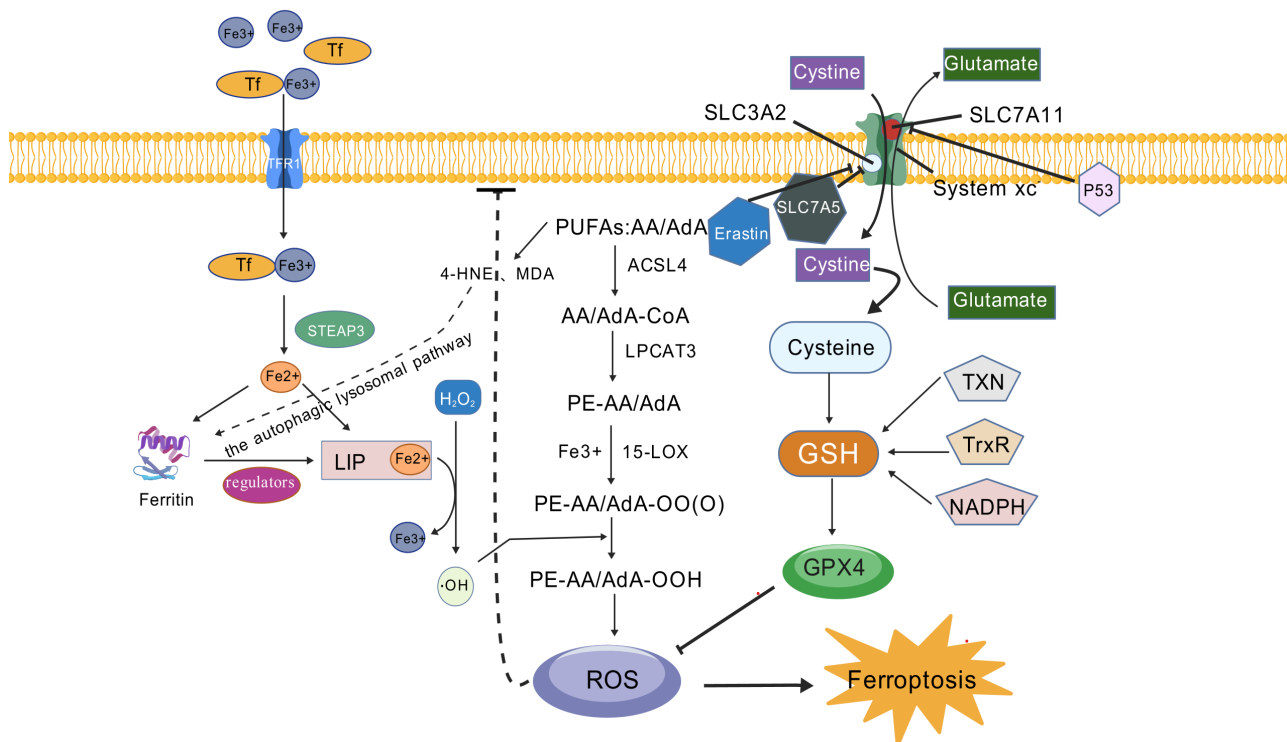 Fe3+
Fe3+
Tf
Tf
Fe3+
TFR1
Tf
Fe3+
STEAP3
Fe2+
the autophagic lysosomal pathway
Ferritin
regulators
LIP
Fe2+
Fe3+
H₂O₂
·OH
4-HNE、MDA
PUFAs:AA/AdA
ACSL4
AA/AdA-CoA
LPCAT3
PE-AA/AdA
Fe3+
15-LOX
PE-AA/AdA-OO(O)
PE-AA/AdA-OOH
ROS
Ferroptosis
Cystine
Glutamate
SLC3A2
SLC7A11
System xc-
P53
SLC7A5
Erastin
Cystine
Glutamate
Cysteine
TXN
GSH
TrxR
NADPH
GPX4